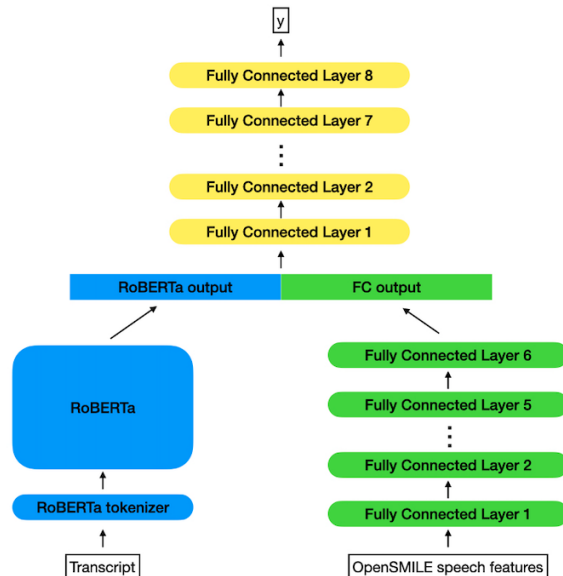 y
Fully Connected Layer 8
Fully Connected Layer 7
Fully Connected Layer 2
Fully Connected Layer 1
RoBERTa output
FC output
RoBERTa
RoBERTa tokenizer
Transcript
Fully Connected Layer 6
Fully Connected Layer 5
Fully Connected Layer 2
Fully Connected Layer 1
OpenSMILE speech features